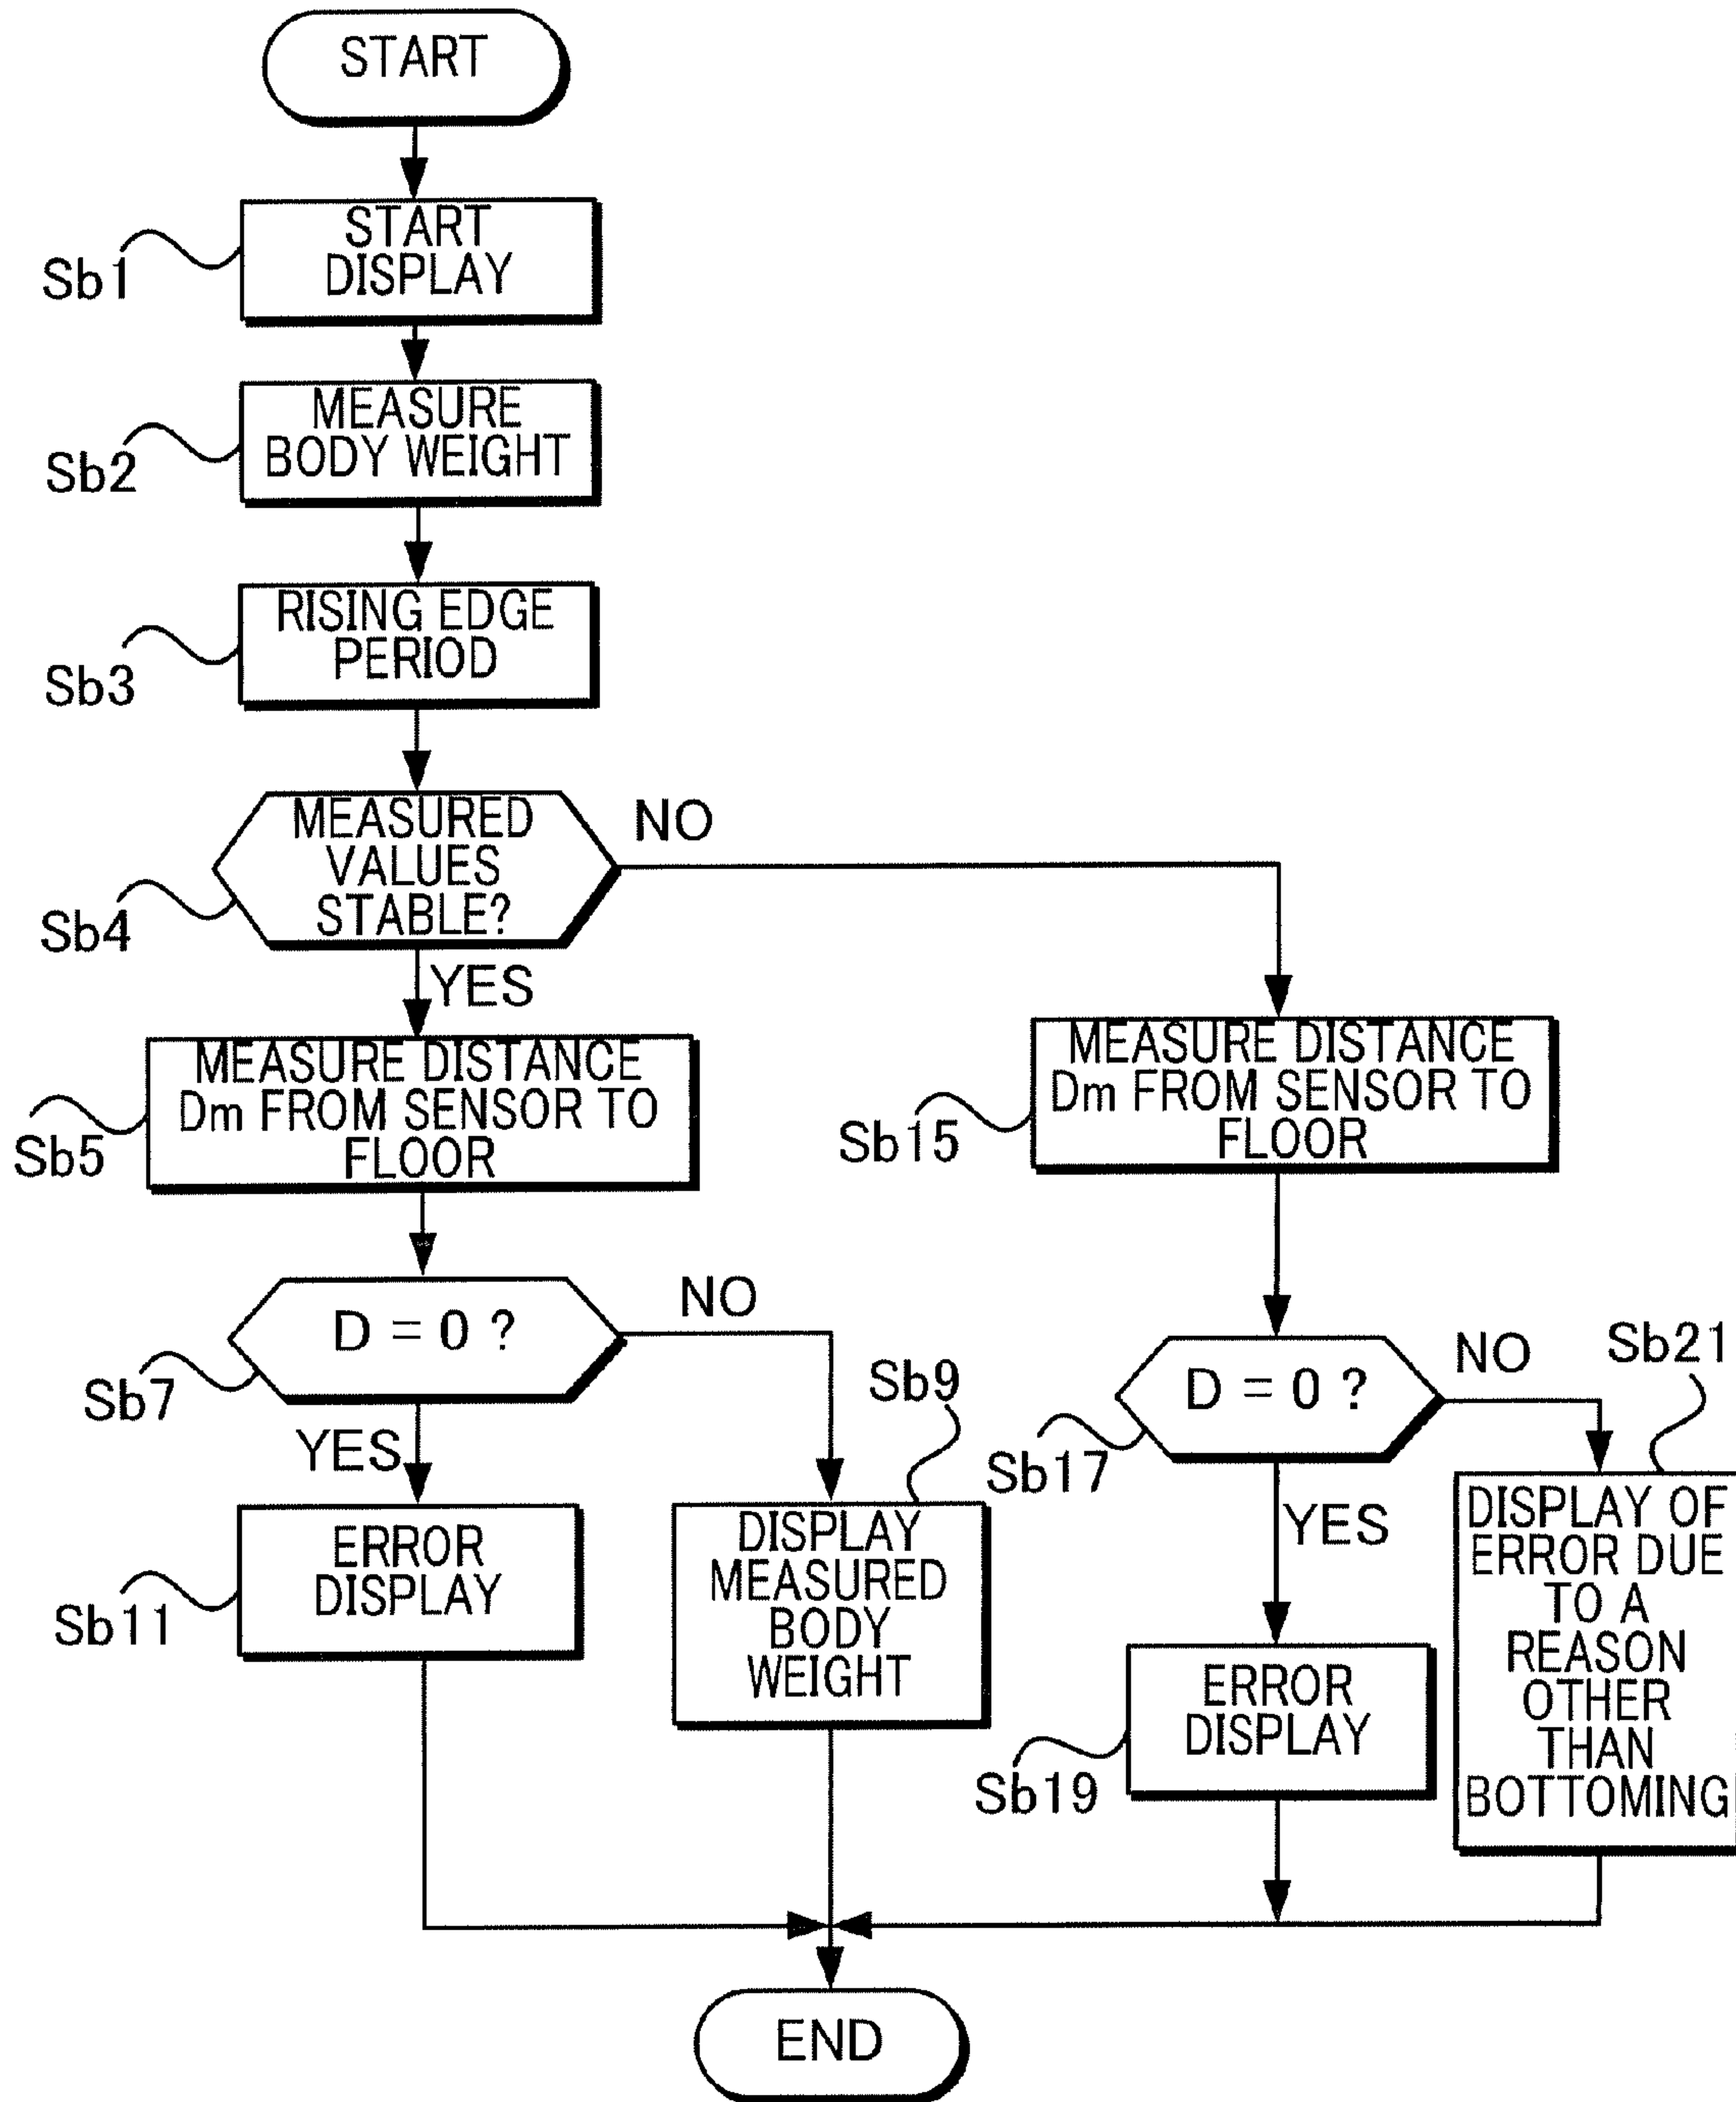 START
START
DISPLAY
Sb1
MEASURE
BODY WEIGHT
Sb2
RISING EDGE
PERIOD
Sb3
MEASURED
VALUES
STABLE?
Sb4
NO
YES
MEASURE DISTANCE
Dm FROM SENSOR TO
FLOOR
Sb5
MEASURE DISTANCE
Dm FROM SENSOR TO
FLOOR
Sb15
D = 0 ?
Sb7
NO
YES
Sb9
D = 0 ?
Sb17
NO
YES
Sb21
ERROR
DISPLAY
Sb11
DISPLAY
MEASURED
BODY
WEIGHT
ERROR
DISPLAY
Sb19
DISPLAY OF
ERROR DUE
TO A
REASON
OTHER
THAN
BOTTOMING
END